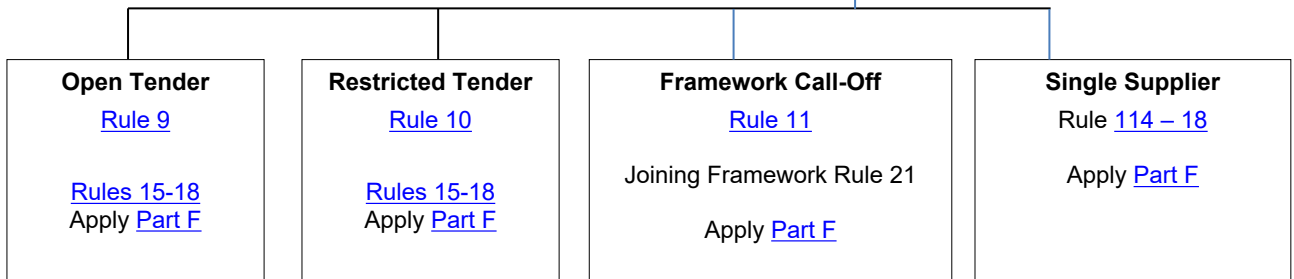 Open Tender
Rule 9
Rules 15-18
Apply Part F
Restricted Tender
Rule 10
Rules 15-18
Apply Part F
Framework Call-Off
Rule 11
Joining Framework Rule 21
Apply Part F
Single Supplier
Rule 114 – 18
Apply Part F